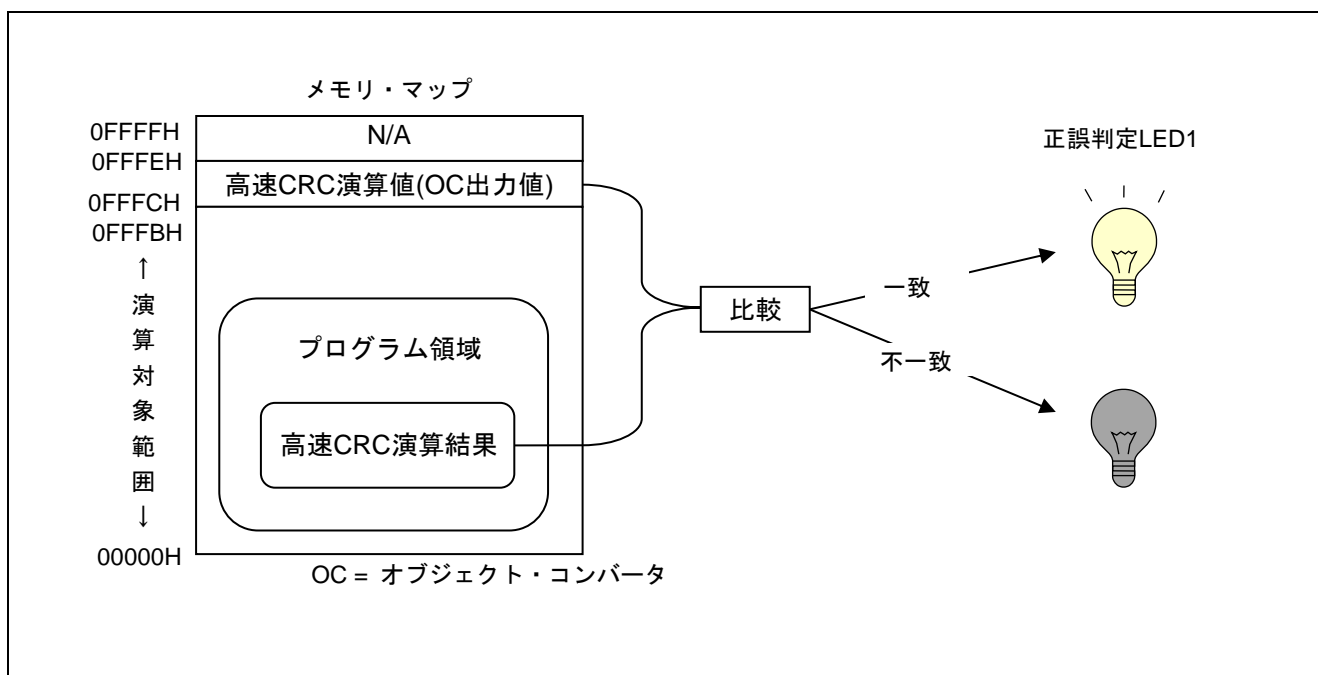 メモリ・マップ
0FFFFH
N/A
0FFFEH
高速CRC演算値(OC出力値)
0FFFCH
0FFFBH
↑
演
算
対
象
範
囲
↓
00000H
プログラム領域
高速CRC演算結果
OC = オブジェクト・コンバータ
比較
一致
不一致
正誤判定LED1